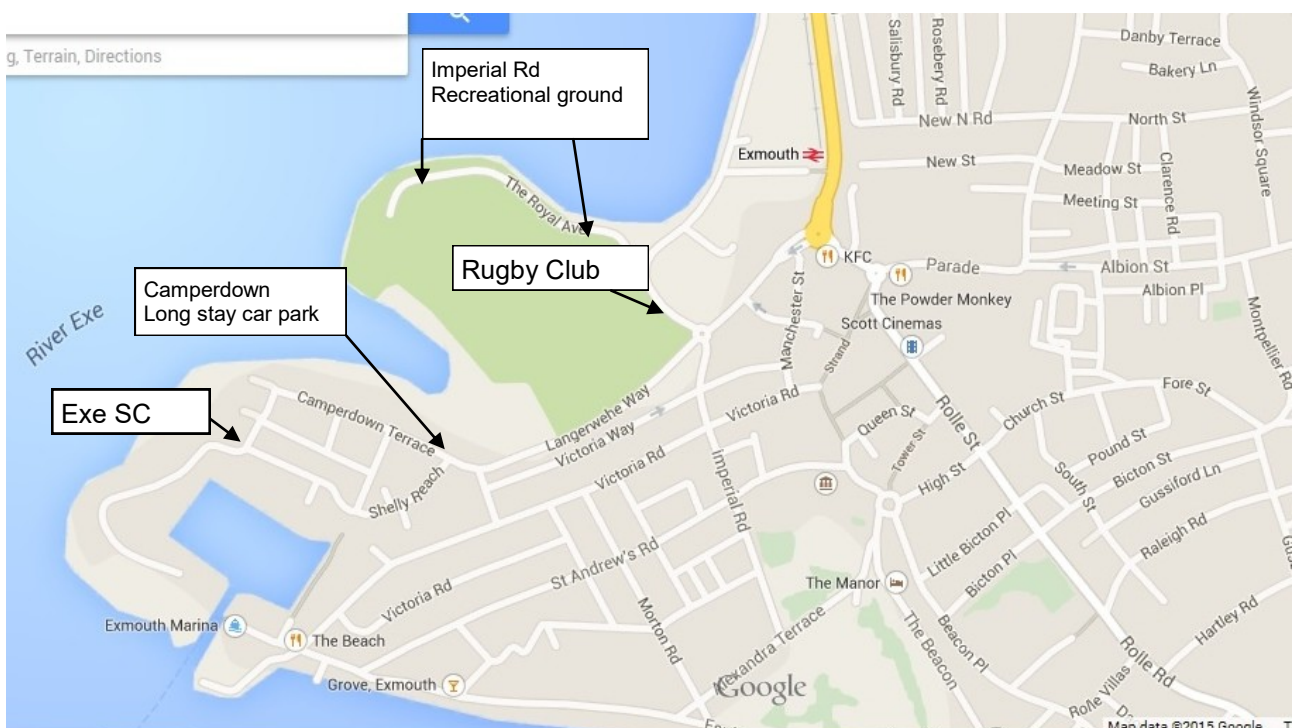 g, Terrain, Directions
Imperial Rd
Recreational ground
Rugby Club
Camperdown
Long stay car park
Exe SC
River Exe
The Royal Ave
Exmouth
Salisbury Rd
Rosebery Rd
Danby Terrace
Bakery Ln
Windsor Square
New N Rd
North St
New St
Meadow St
Clarence Rd
Meeting St
KFC
Parade
Albion St
Albion Pl
The Powder Monkey
Manchester St
Scott Cinemas
Strand
Montpellier Rd
Camperdown Terrace
Langerwehe Way
Victoria Way
Victoria Rd
Queen St
Tower St
Rolle St
Church St
Fore St
Shelly Reach
Victoria Rd
Imperial Rd
High St
South St
Pound St
Bicton St
Gussiford Ln
Raleigh Rd
St Andrew's Rd
Little Bicton Pl
Bicton Pl
The Manor
Victoria Rd
Morton Rd
Alexandra Terrace
The Beacon
Beacon Pl
Hartley Rd
Rolle Rd
Rolle Villas
Exmouth Marina
The Beach
Grove, Exmouth
Google
Map data ©2015 Google